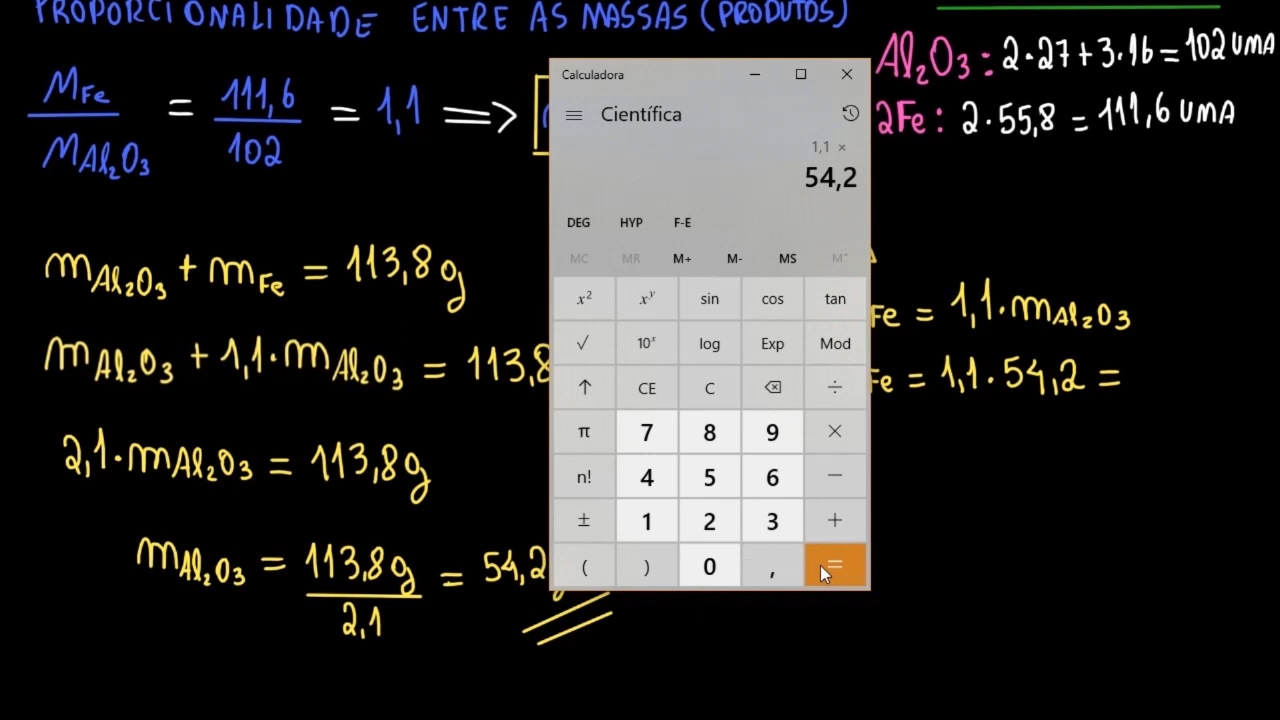 PROPORCIONALIDADE ENTRE AS MASSAS (PRODUTOS)
MFe / MAl₂O₃ = 111,6 / 102 = 1,1 ⟹
Al₂O₃: 2·27+3·16=102 UMA
2Fe: 2·55,8 = 111,6 UMA
mAl₂O₃ + mFe = 113,8g
mAl₂O₃ + 1,1·mAl₂O₃ = 113,8
2,1·mAl₂O₃ = 113,8g
mAl₂O₃ = 113,8g / 2,1 = 54,2
Fe = 1,1·mAl₂O₃
Fe = 1,1·54,2 =
Calculadora
Científica
1,1 ×
54,2
DEG HYP F-E
MC MR M+ M- MS M˅
x² xʸ sin cos tan
√ 10ˣ log Exp Mod
↑ CE C ⌫ ÷
π 7 8 9 ×
n! 4 5 6 −
± 1 2 3 +
( ) 0 , =